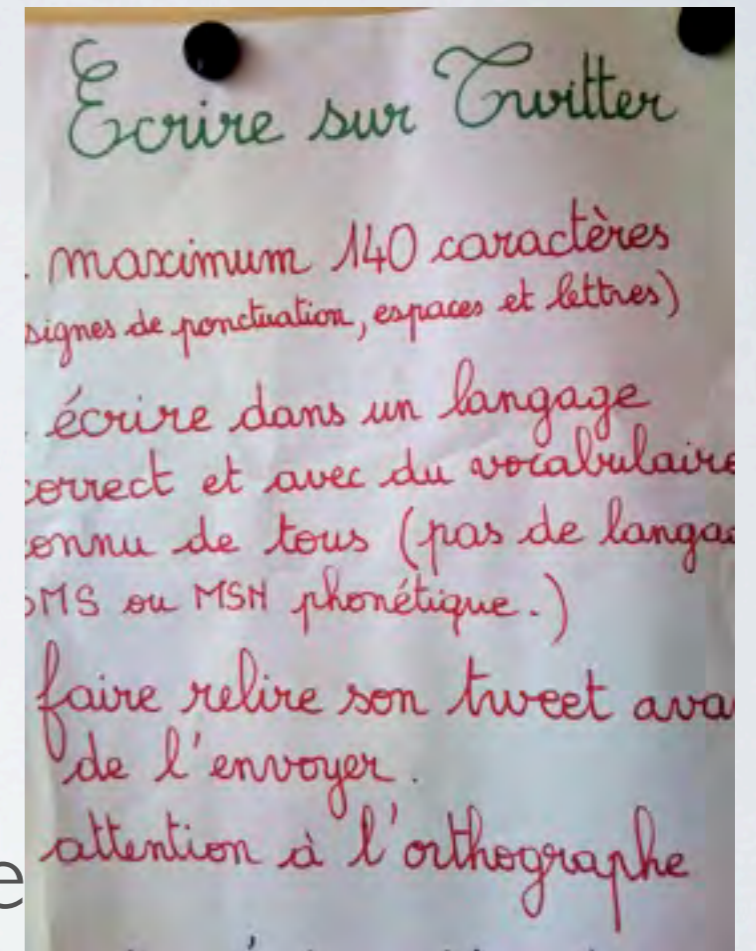 Écrire sur Twitter
. maximum 140 caractères
signes de ponctuation, espaces et lettres)
. écrire dans un langage
correct et avec du vocabulaire
onnu de tous (pas de langa
MS ou MSN phonétique.)
faire relire son tweet ava
de l'envoyer.
attention à l'orthographe
e